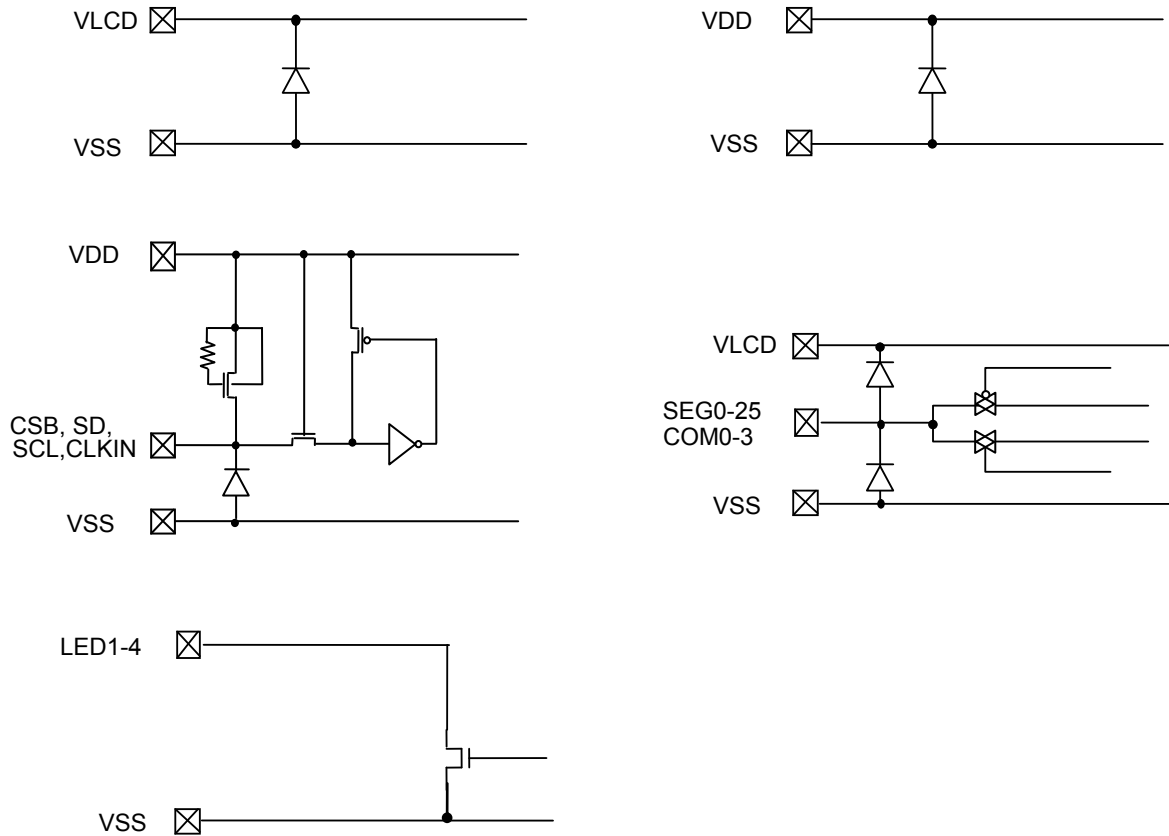 VLCD
VSS
VDD
VSS
VDD
CSB, SD,
SCL,CLKIN
VSS
VLCD
SEG0-25
COM0-3
VSS
LED1-4
VSS